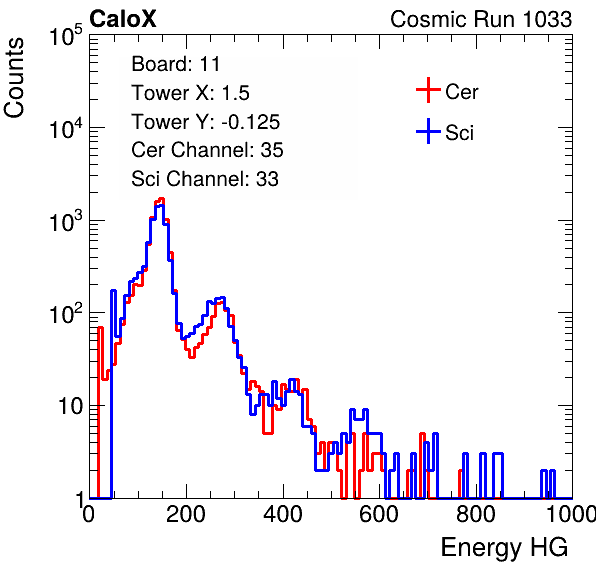 CaloX Cosmic Run 1033
Counts
10^5
10^4
10^3
10^2
10
1
Board: 11
Tower X: 1.5
Tower Y: -0.125
Cer Channel: 35
Sci Channel: 33
Cer
Sci
0 200 400 600 800 1000
Energy HG